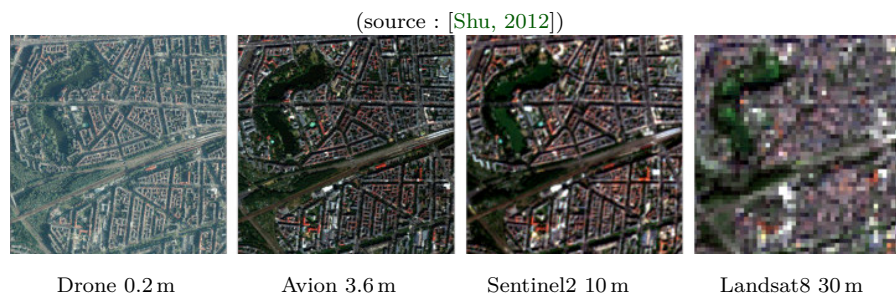 (source : [Shu, 2012])
Drone 0.2 m
Avion 3.6 m
Sentinel2 10 m
Landsat8 30 m